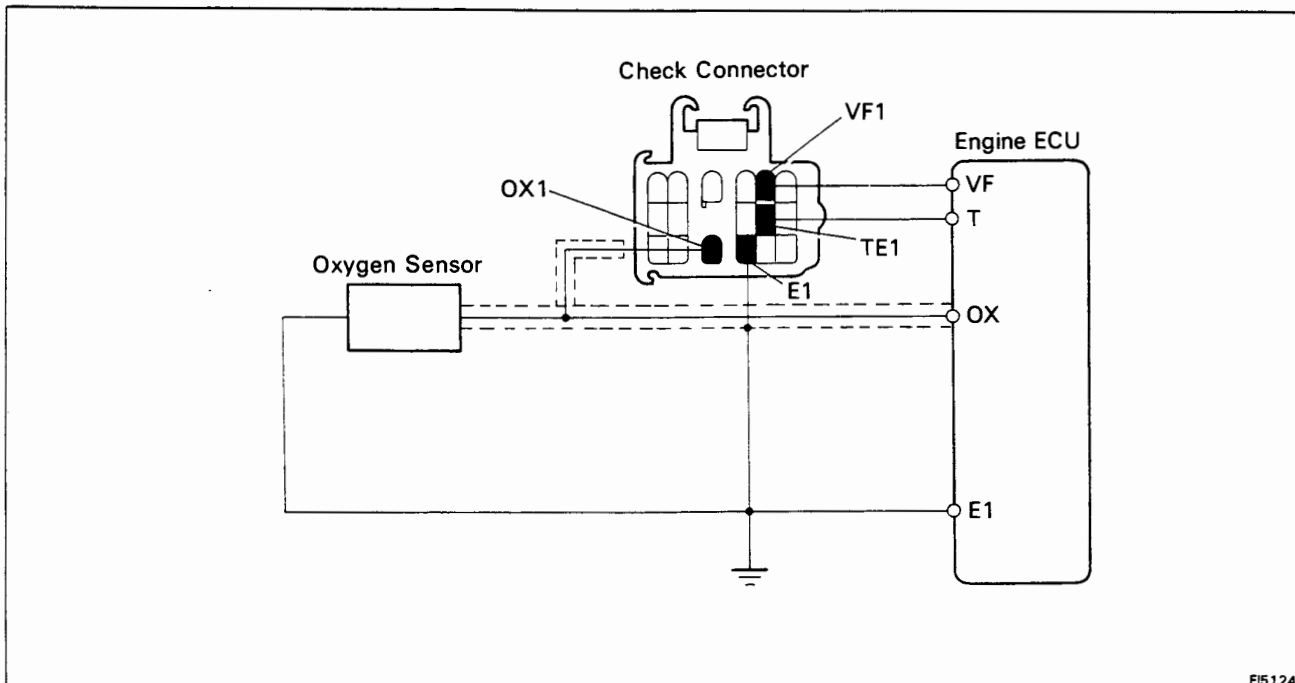 Check Connector
VF1
Engine ECU
OX1
VF
T
TE1
Oxygen Sensor
E1
OX
E1
FI5124